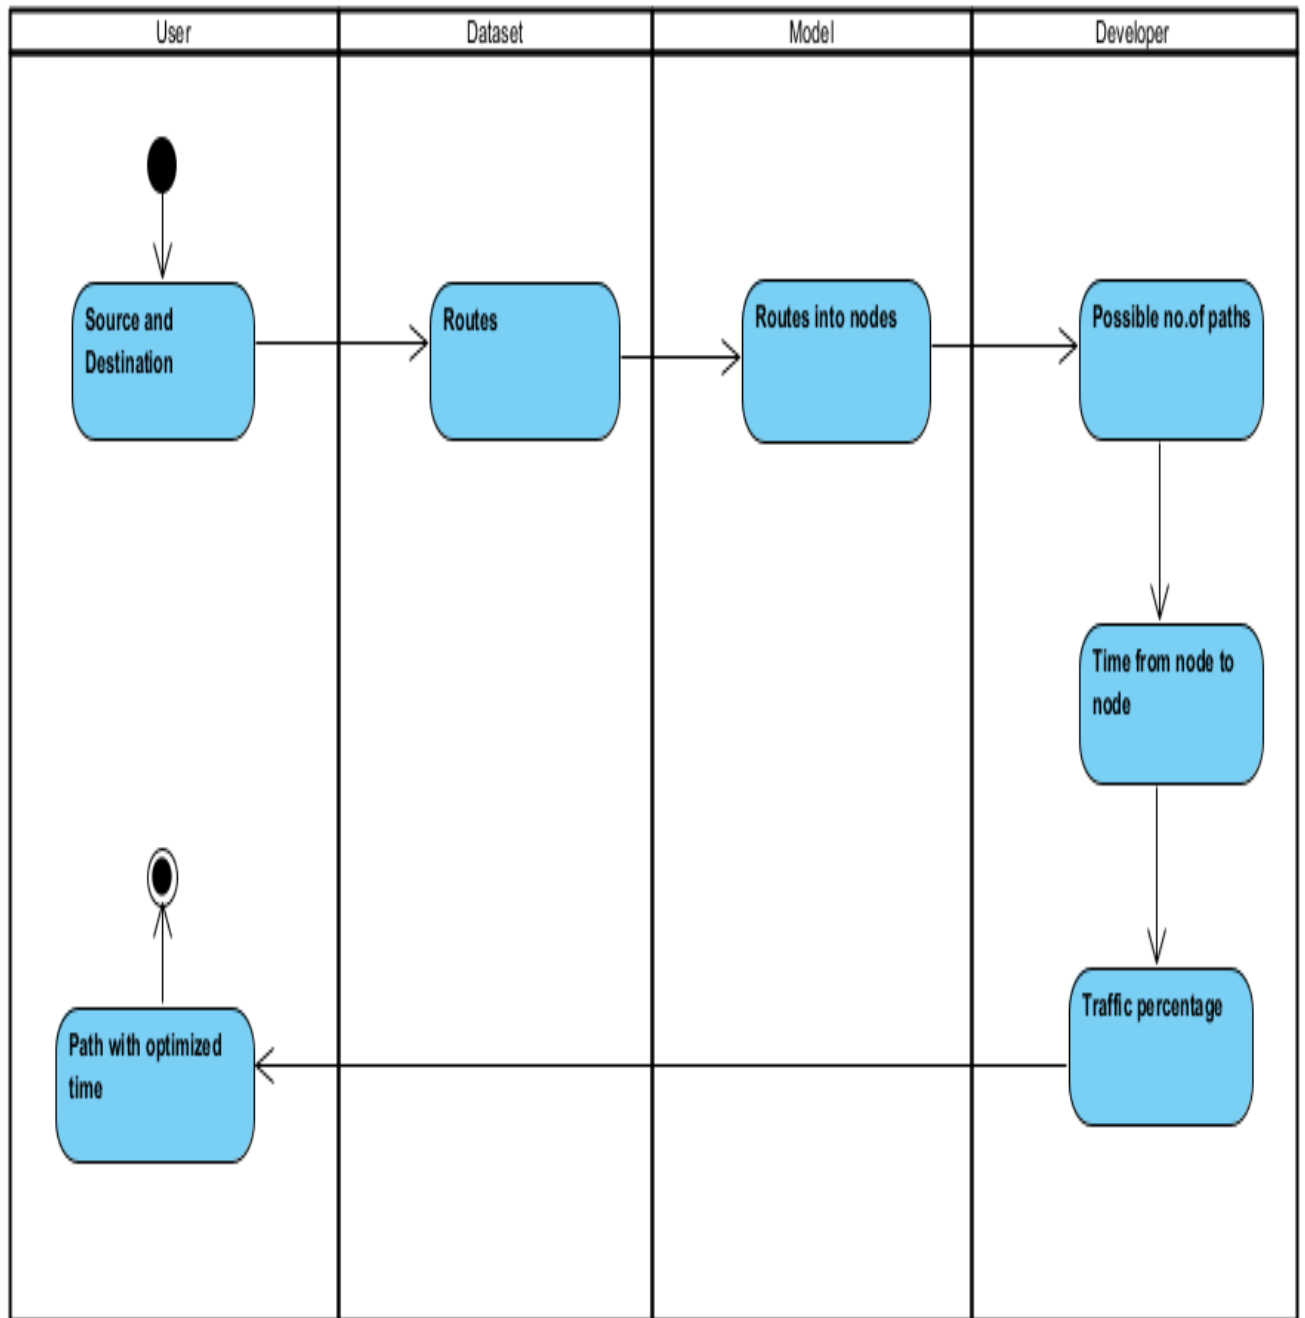 User
Dataset
Model
Developer
Source and
Destination
Routes
Routes into nodes
Possible no.of paths
Time from node to
node
Traffic percentage
Path with optimized
time